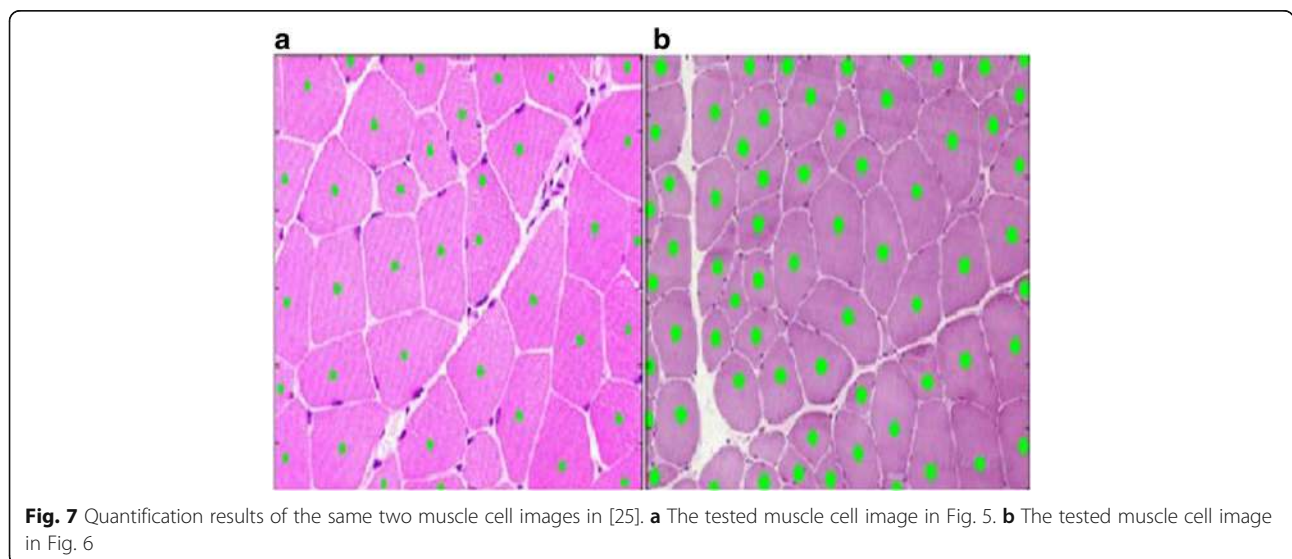 a
b
Fig. 7 Quantification results of the same two muscle cell images in [25]. a The tested muscle cell image in Fig. 5. b The tested muscle cell image
in Fig. 6